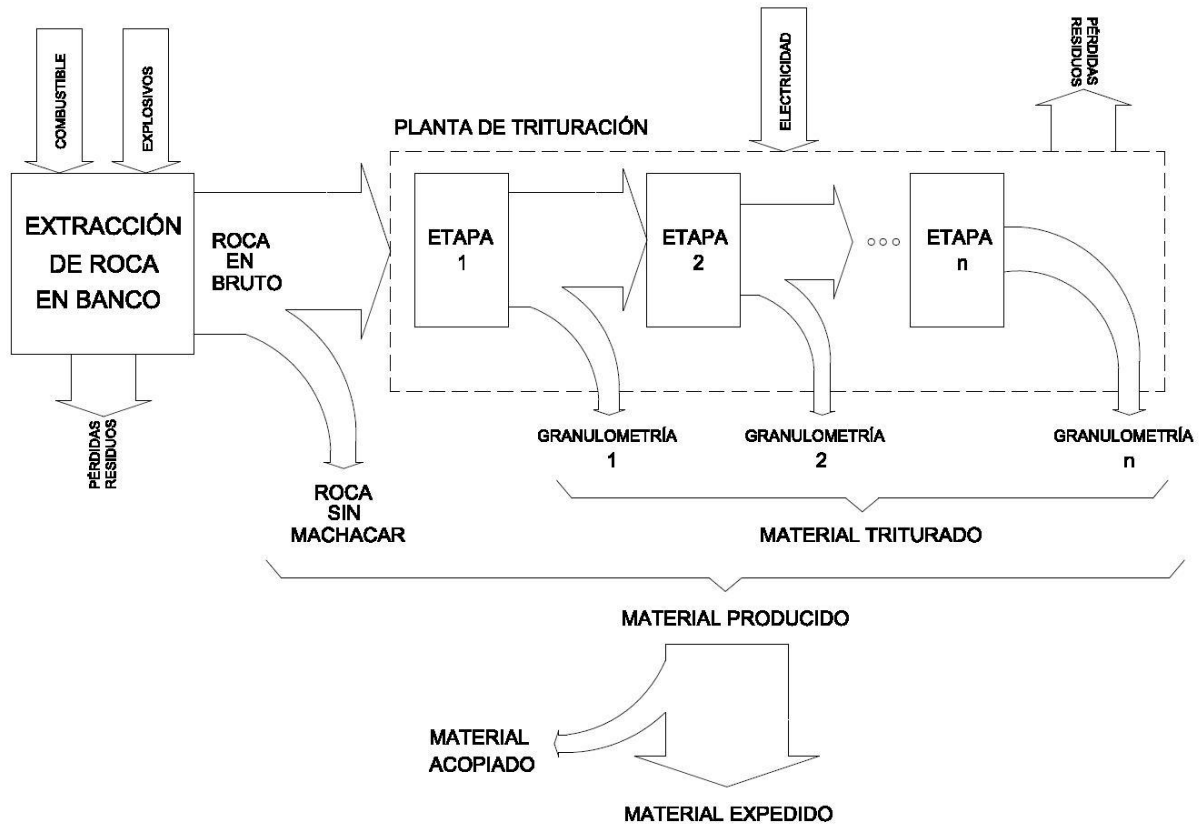 COMBUSTIBLE
EXPLOSIVOS
ELECTRICIDAD
PÉRDIDAS
RESIDUOS
PLANTA DE TRITURACIÓN
EXTRACCIÓN
DE ROCA
EN BANCO
ROCA
EN
BRUTO
ETAPA
1
ETAPA
2
ETAPA
n
PÉRDIDAS
RESIDUOS
GRANULOMETRÍA
1
GRANULOMETRÍA
2
GRANULOMETRÍA
n
ROCA
SIN
MACHACAR
MATERIAL TRITURADO
MATERIAL PRODUCIDO
MATERIAL
ACOPIADO
MATERIAL EXPEDIDO